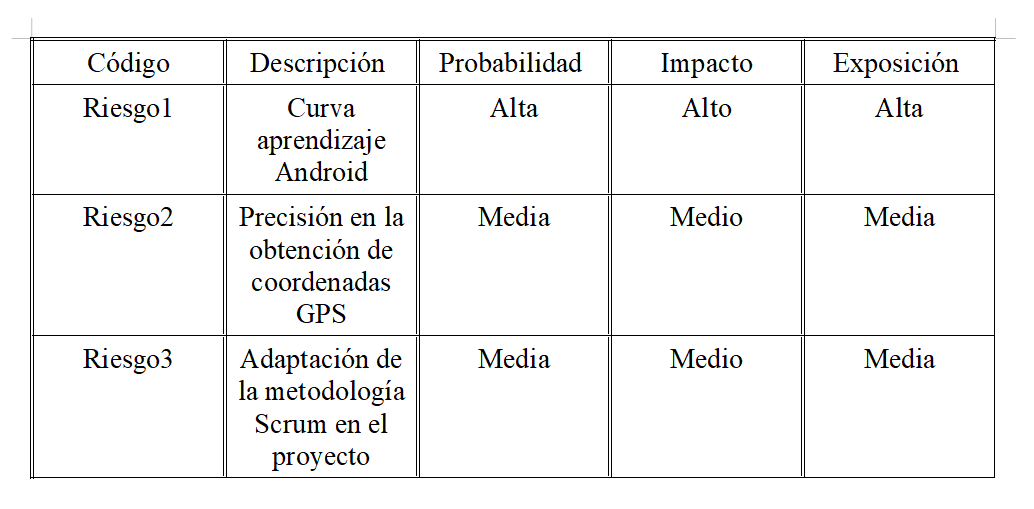 Código Descripción Probabilidad Impacto Exposición
Riesgo1 Curva Alta Alto Alta
aprendizaje
Android
Riesgo2 Precisión en la Media Medio Media
obtención de
coordenadas
GPS
Riesgo3 Adaptación de Media Medio Media
la metodología
Scrum en el
proyecto